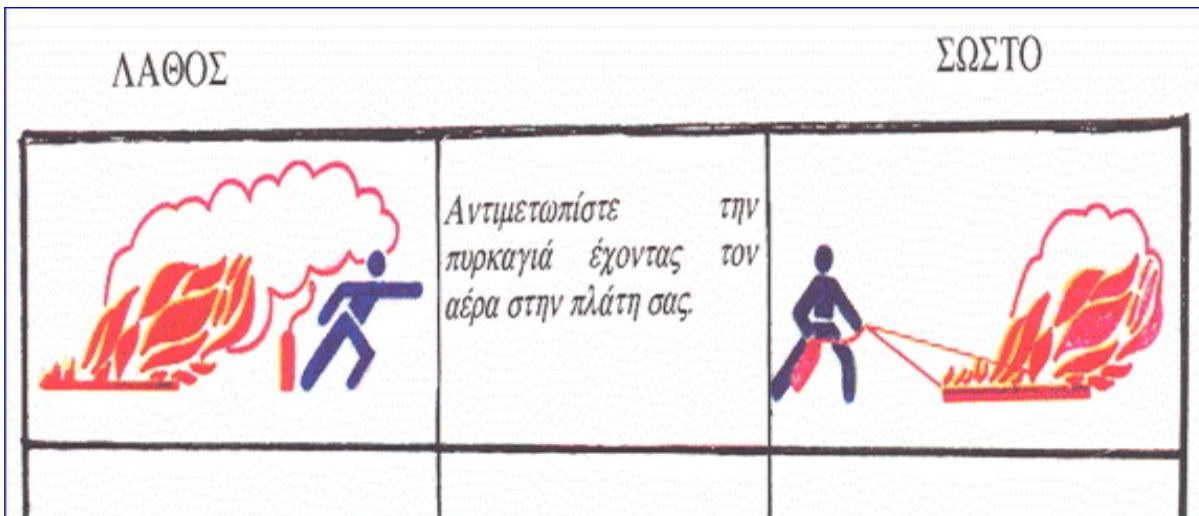 ΛΑΘΟΣ
ΣΩΣΤΟ
Αντιμετωπίστε την
πυρκαγιά έχοντας τον
αέρα στην πλάτη σας.